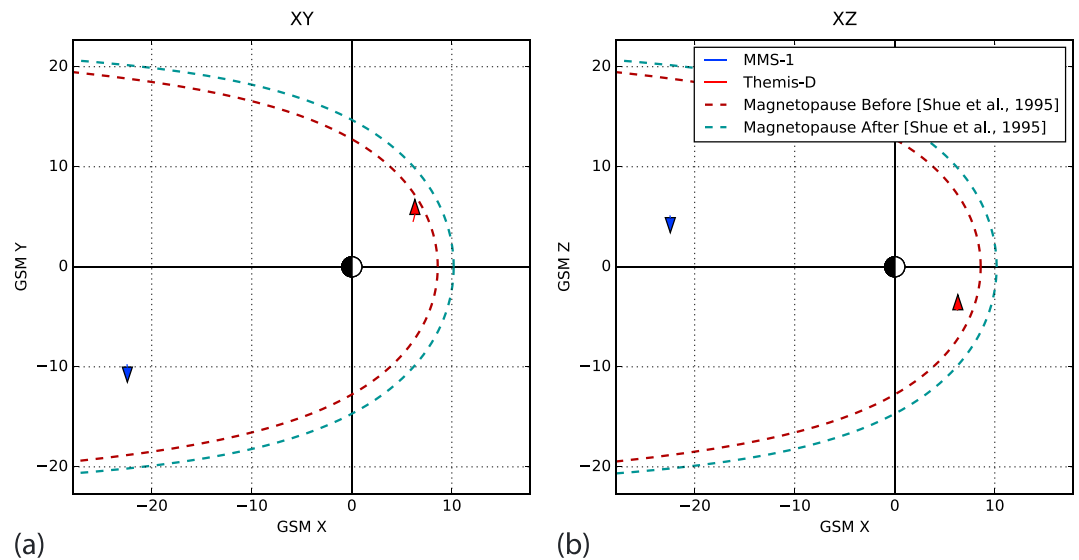 XY
20
10
0
−10
−20
GSM Y
−20
−10
0
10
GSM X
(a)
XZ
MMS-1
Themis-D
Magnetopause Before [Shue et al., 1995]
Magnetopause After [Shue et al., 1995]
20
10
0
−10
−20
GSM Z
−20
−10
0
10
GSM X
(b)